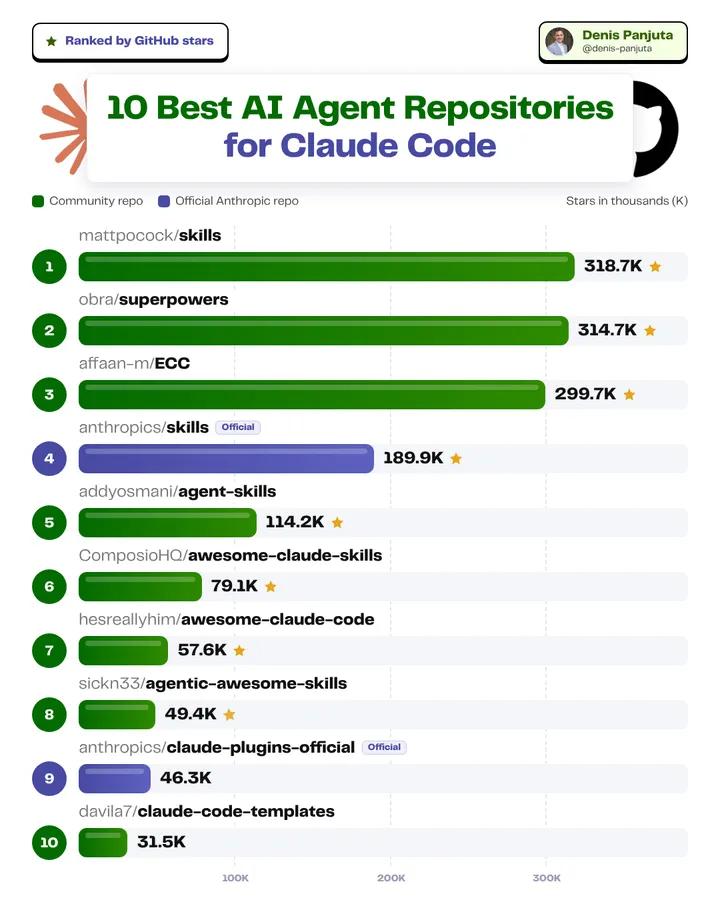 Ranked by GitHub stars
Denis Panjuta
@denis-panjuta
10 Best AI Agent Repositories
for Claude Code
Community repo
Official Anthropic repo
Stars in thousands (K)
mattpocock/skills
1
318.7K
obra/superpowers
2
314.7K
affaan-m/ECC
3
299.7K
anthropics/skills Official
4
189.9K
addyosmani/agent-skills
5
114.2K
ComposioHQ/awesome-claude-skills
6
79.1K
hesreallyhim/awesome-claude-code
7
57.6K
sickn33/agentic-awesome-skills
8
49.4K
anthropics/claude-plugins-official Official
9
46.3K
davila7/claude-code-templates
10
31.5K
100K 200K 300K